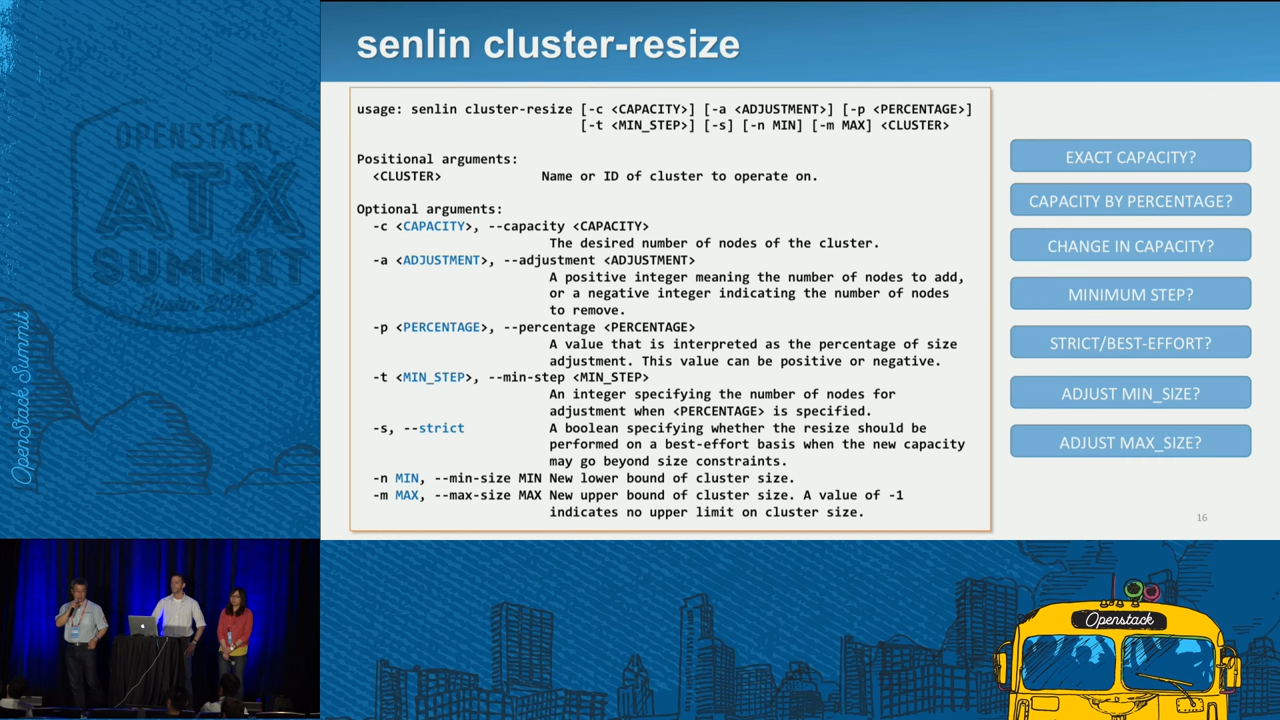 OPENSTACK
ATX
SUMMIT
Austin 2016
OpenStack Summit
senlin cluster-resize
usage: senlin cluster-resize [-c <CAPACITY>] [-a <ADJUSTMENT>] [-p <PERCENTAGE>]
[-t <MIN_STEP>] [-s] [-n MIN] [-m MAX] <CLUSTER>
Positional arguments:
<CLUSTER> Name or ID of cluster to operate on.
Optional arguments:
-c <CAPACITY>, --capacity <CAPACITY>
The desired number of nodes of the cluster.
-a <ADJUSTMENT>, --adjustment <ADJUSTMENT>
A positive integer meaning the number of nodes to add,
or a negative integer indicating the number of nodes
to remove.
-p <PERCENTAGE>, --percentage <PERCENTAGE>
A value that is interpreted as the percentage of size
adjustment. This value can be positive or negative.
-t <MIN_STEP>, --min-step <MIN_STEP>
An integer specifying the number of nodes for
adjustment when <PERCENTAGE> is specified.
-s, --strict A boolean specifying whether the resize should be
performed on a best-effort basis when the new capacity
may go beyond size constraints.
-n MIN, --min-size MIN New lower bound of cluster size.
-m MAX, --max-size MAX New upper bound of cluster size. A value of -1
indicates no upper limit on cluster size.
EXACT CAPACITY?
CAPACITY BY PERCENTAGE?
CHANGE IN CAPACITY?
MINIMUM STEP?
STRICT/BEST-EFFORT?
ADJUST MIN_SIZE?
ADJUST MAX_SIZE?
16
Openstack